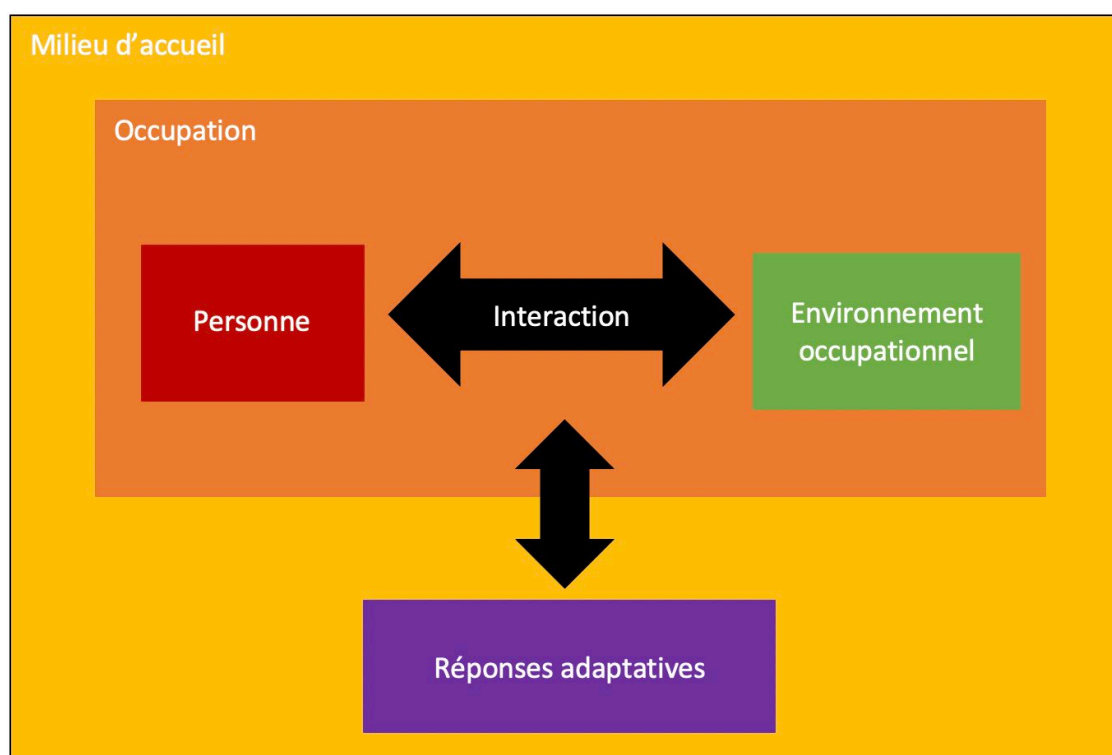 Milieu d’accueil
Occupation
Personne
Interaction
Environnement
occupationnel
Réponses adaptatives